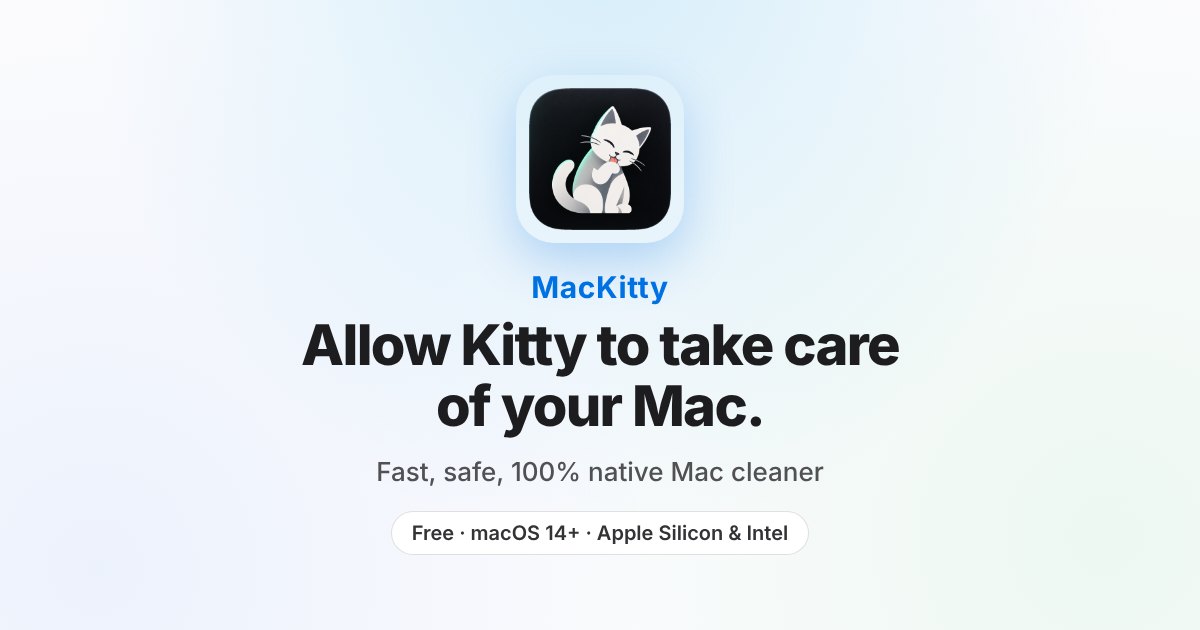 MacKitty
Allow Kitty to take care
of your Mac.
Fast, safe, 100% native Mac cleaner
Free · macOS 14+ · Apple Silicon & Intel